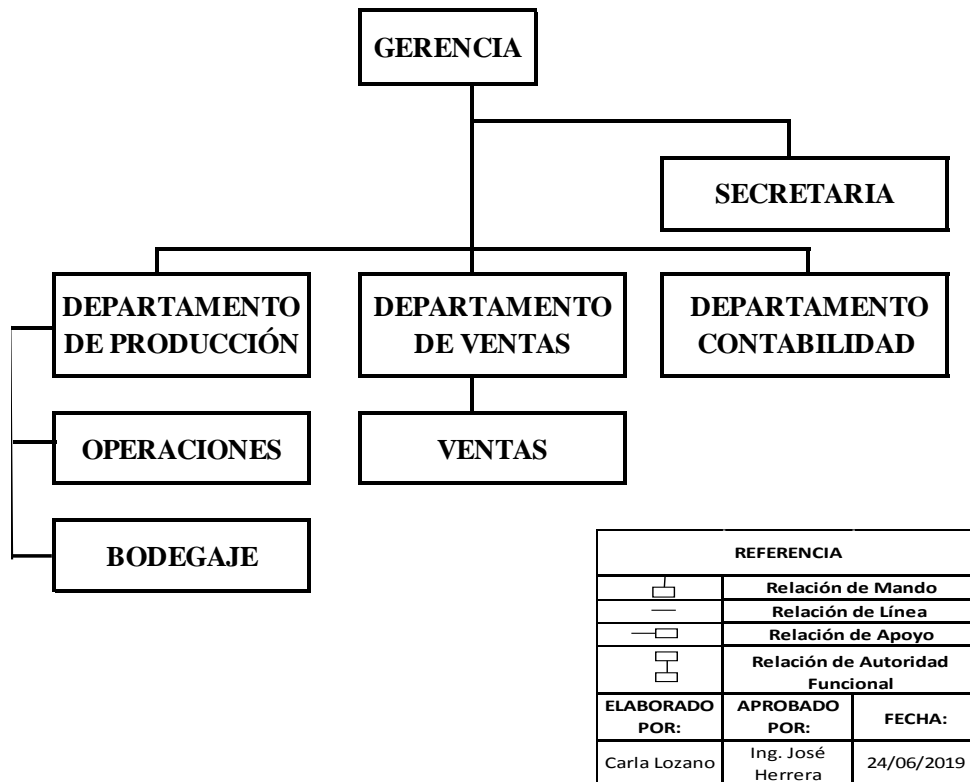 GERENCIA
SECRETARIA
DEPARTAMENTO
DE PRODUCCIÓN
DEPARTAMENTO
DE VENTAS
DEPARTAMENTO
CONTABILIDAD
OPERACIONES
VENTAS
BODEGAJE
REFERENCIA
Relación de Mando
Relación de Línea
Relación de Apoyo
Relación de Autoridad
Funcional
ELABORADO
POR:
APROBADO
POR:
FECHA:
Carla Lozano
Ing. José
Herrera
24/06/2019